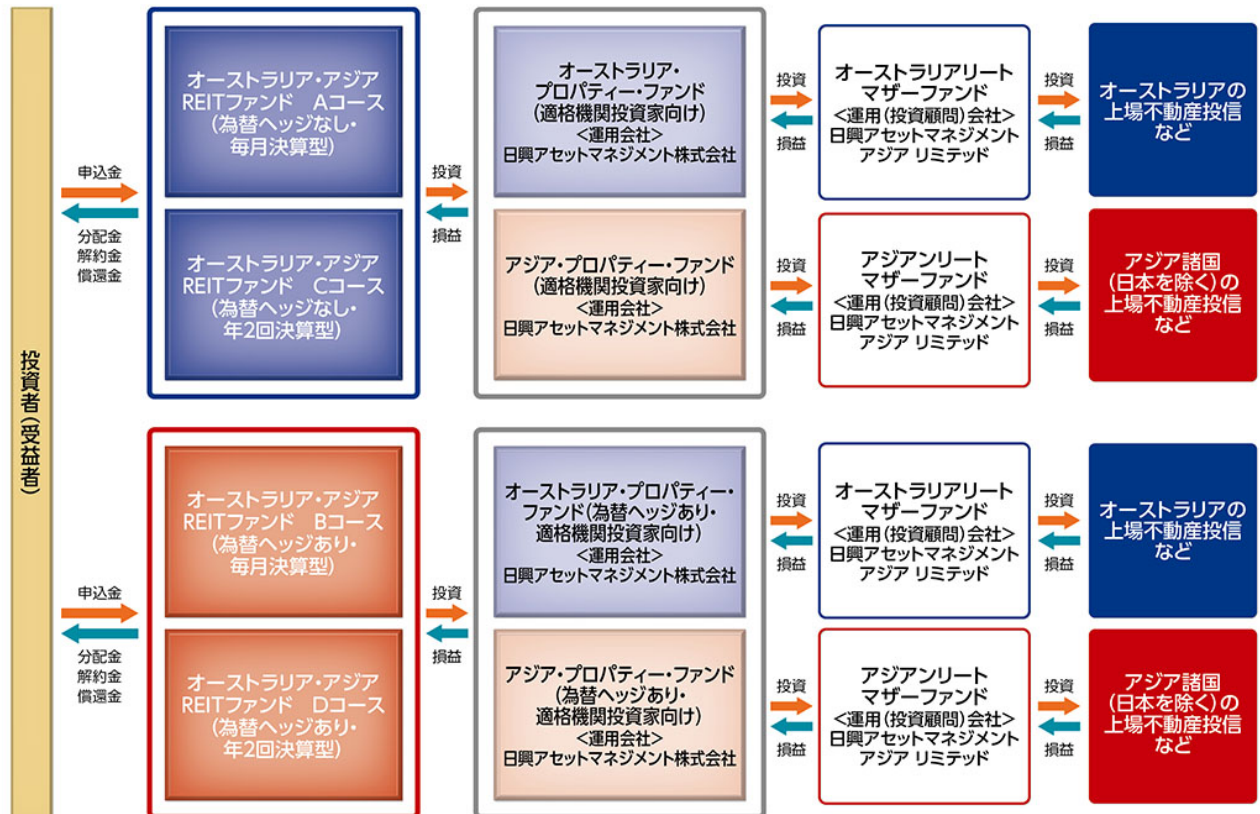 投資者(受益者)
申込金
分配金
解約金
償還金
オーストラリア・アジア
REITファンド Aコース
(為替ヘッジなし・
毎月決算型)
オーストラリア・アジア
REITファンド Cコース
(為替ヘッジなし・
年2回決算型)
投資
損益
オーストラリア・
プロパティー・ファンド
(適格機関投資家向け)
<運用会社>
日興アセットマネジメント株式会社
投資
損益
オーストラリアリート
マザーファンド
<運用(投資顧問)会社>
日興アセットマネジメント
アジア リミテッド
投資
損益
オーストラリアの
上場不動産投信
など
アジア・プロパティー・ファンド
(適格機関投資家向け)
<運用会社>
日興アセットマネジメント株式会社
投資
損益
アジアンリート
マザーファンド
<運用(投資顧問)会社>
日興アセットマネジメント
アジア リミテッド
投資
損益
アジア諸国
(日本を除く)の
上場不動産投信
など
申込金
分配金
解約金
償還金
オーストラリア・アジア
REITファンド Bコース
(為替ヘッジあり・
毎月決算型)
オーストラリア・アジア
REITファンド Dコース
(為替ヘッジあり・
年2回決算型)
投資
損益
オーストラリア・プロパティー・
ファンド(為替ヘッジあり・
適格機関投資家向け)
<運用会社>
日興アセットマネジメント株式会社
投資
損益
オーストラリアリート
マザーファンド
<運用(投資顧問)会社>
日興アセットマネジメント
アジア リミテッド
投資
損益
オーストラリアの
上場不動産投信
など
アジア・プロパティー・ファンド
(為替ヘッジあり・
適格機関投資家向け)
<運用会社>
日興アセットマネジメント株式会社
投資
損益
アジアンリート
マザーファンド
<運用(投資顧問)会社>
日興アセットマネジメント
アジア リミテッド
投資
損益
アジア諸国
(日本を除く)の
上場不動産投信
など